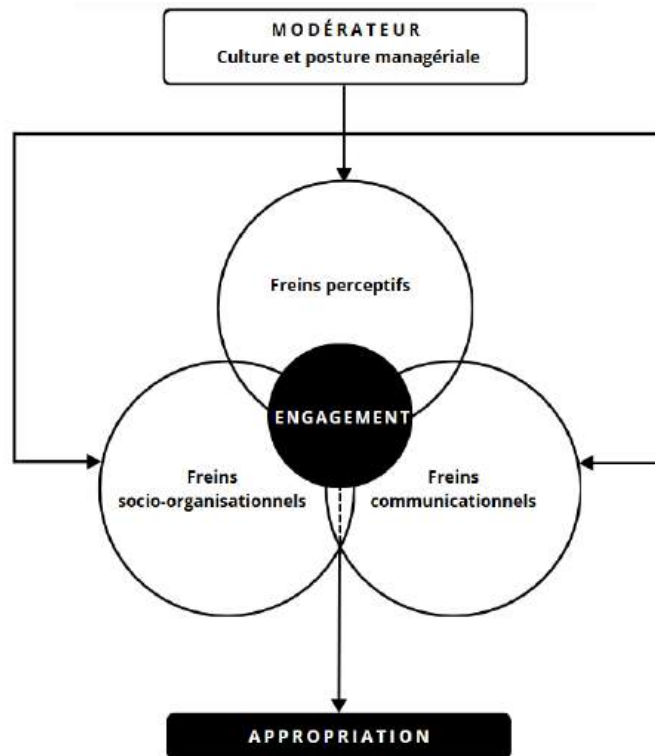 MODÉRATEUR
Culture et posture managériale
Freins perceptifs
ENGAGEMENT
Freins
socio-organisationnels
Freins
communicationnels
APPROPRIATION